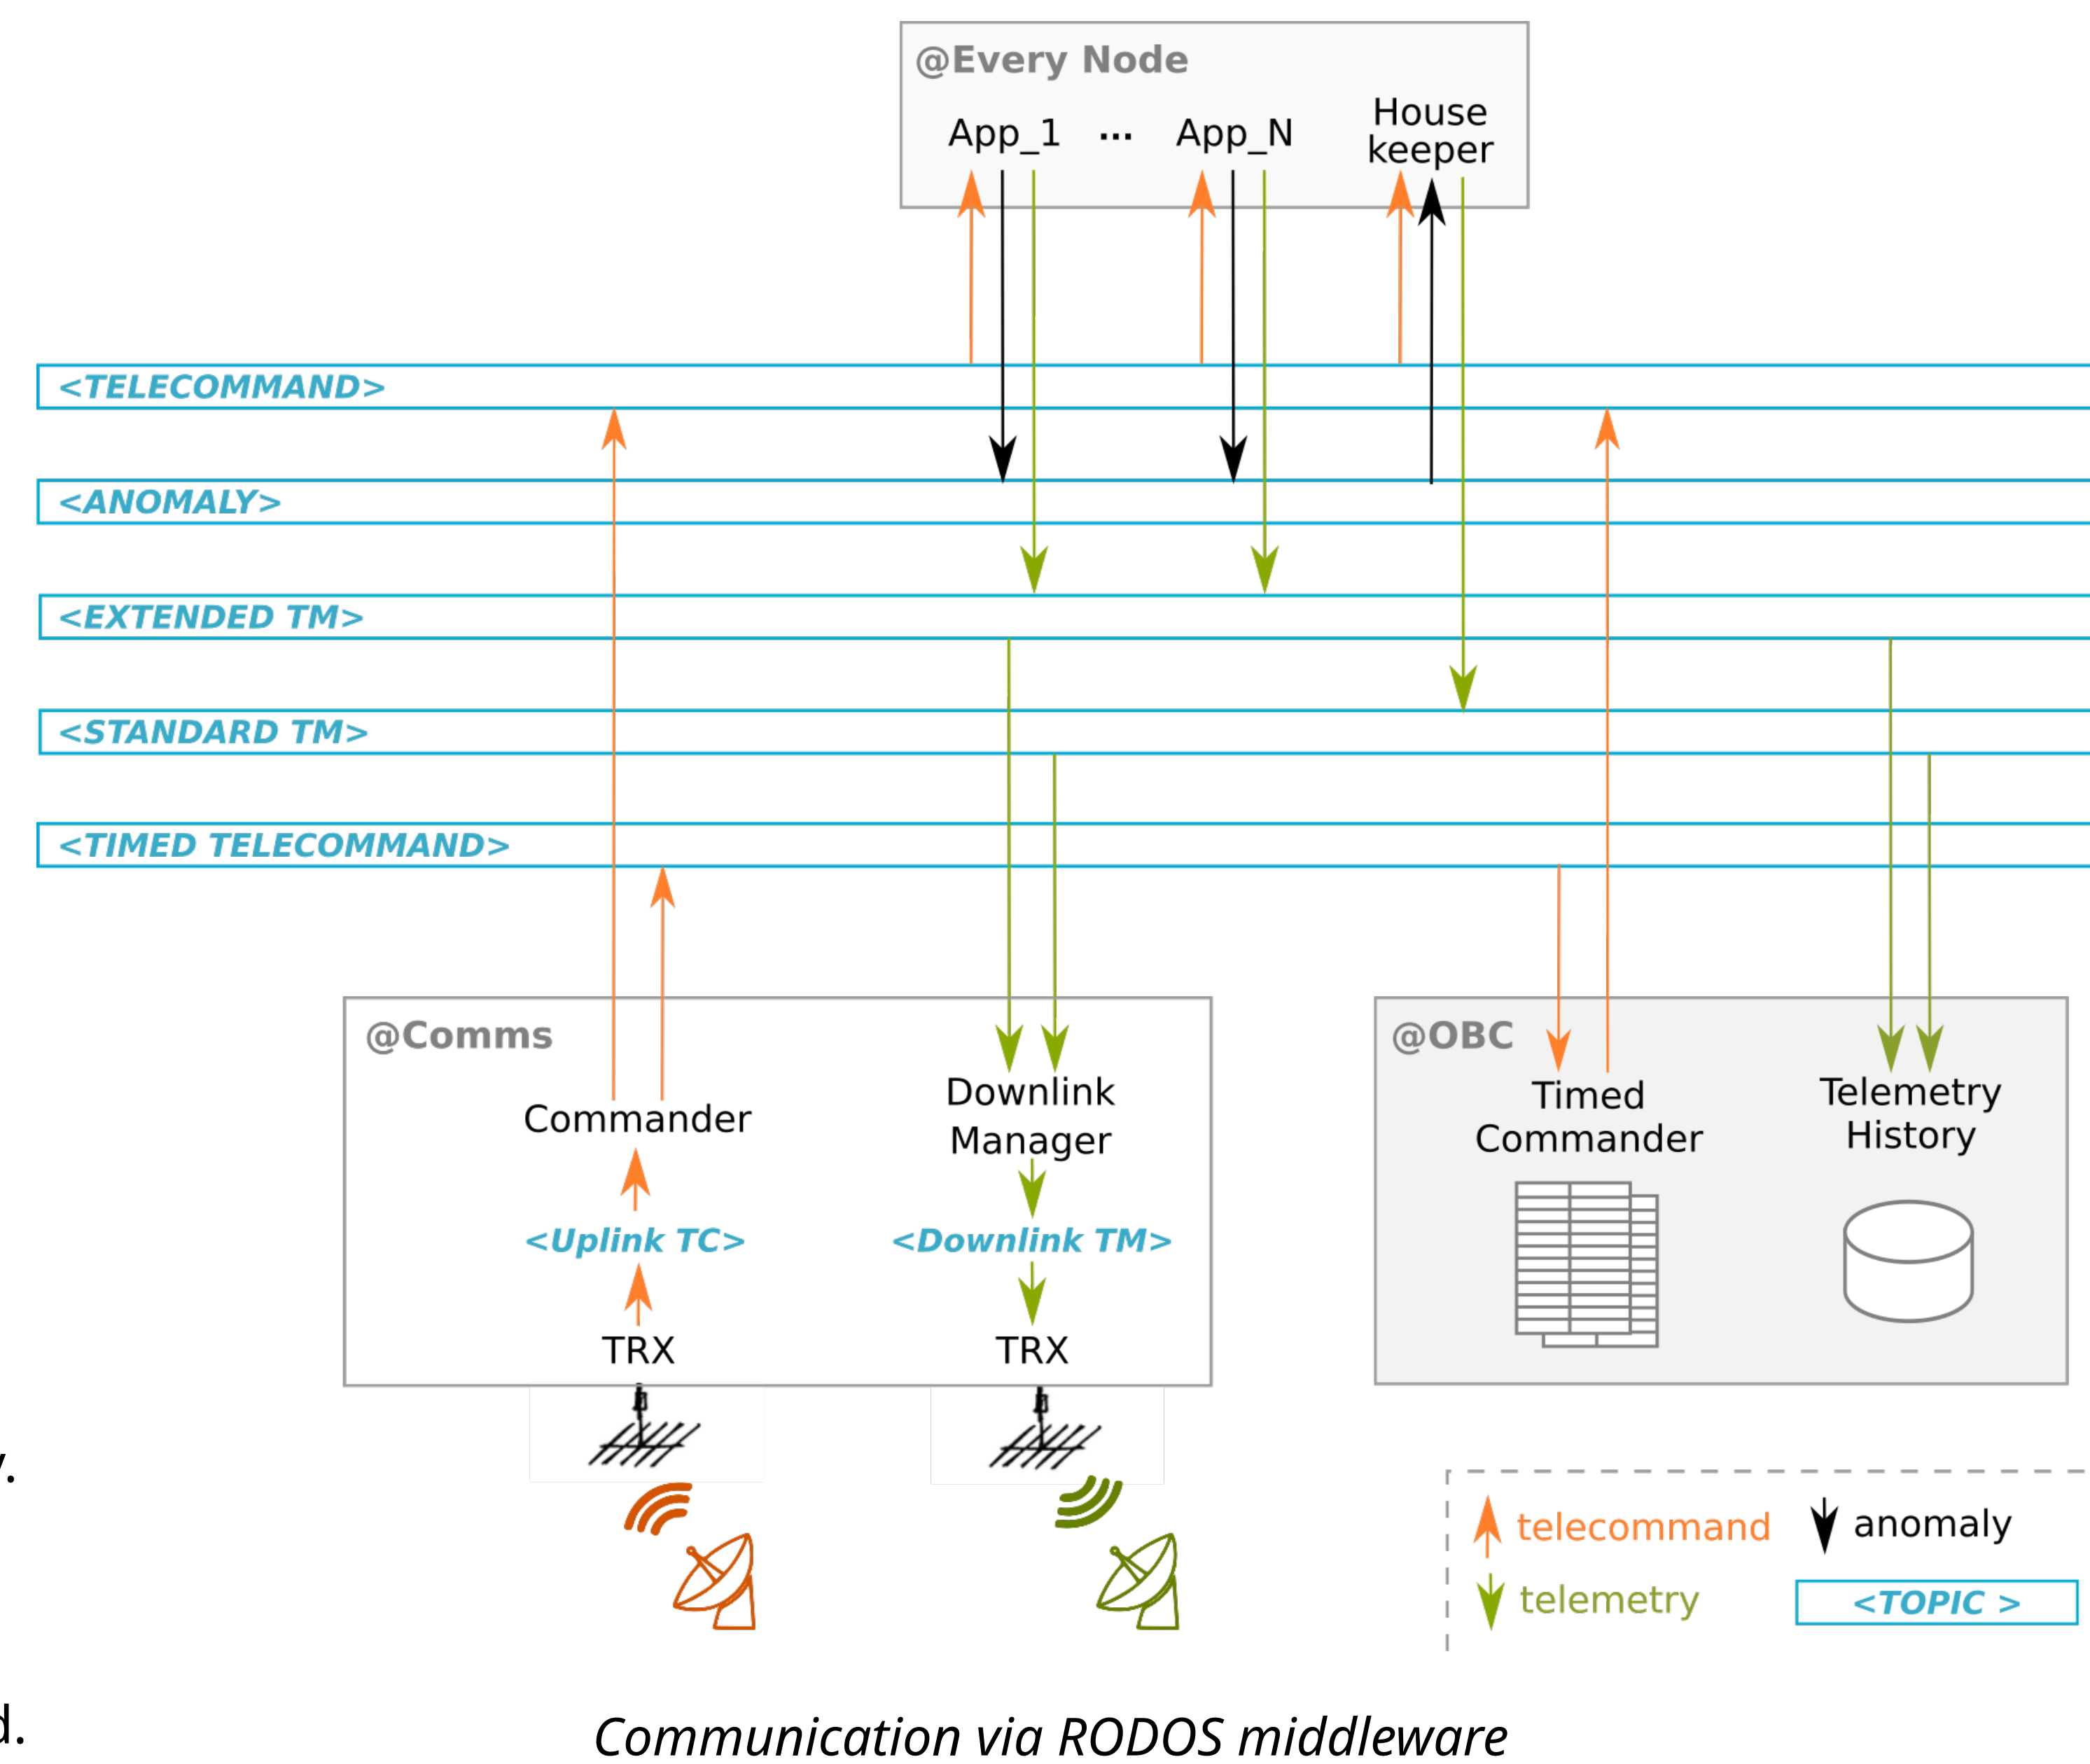 @Every Node
App_1 ... App_N
House
keeper
<TELECOMMAND>
<ANOMALY>
<EXTENDED TM>
<STANDARD TM>
<TIMED TELECOMMAND>
@Comms
Commander
Downlink
Manager
<Uplink TC>
<Downlink TM>
TRX
TRX
@OBC
Timed
Commander
Telemetry
History
telecommand
anomaly
telemetry
<TOPIC >
Communication via RODOS middleware